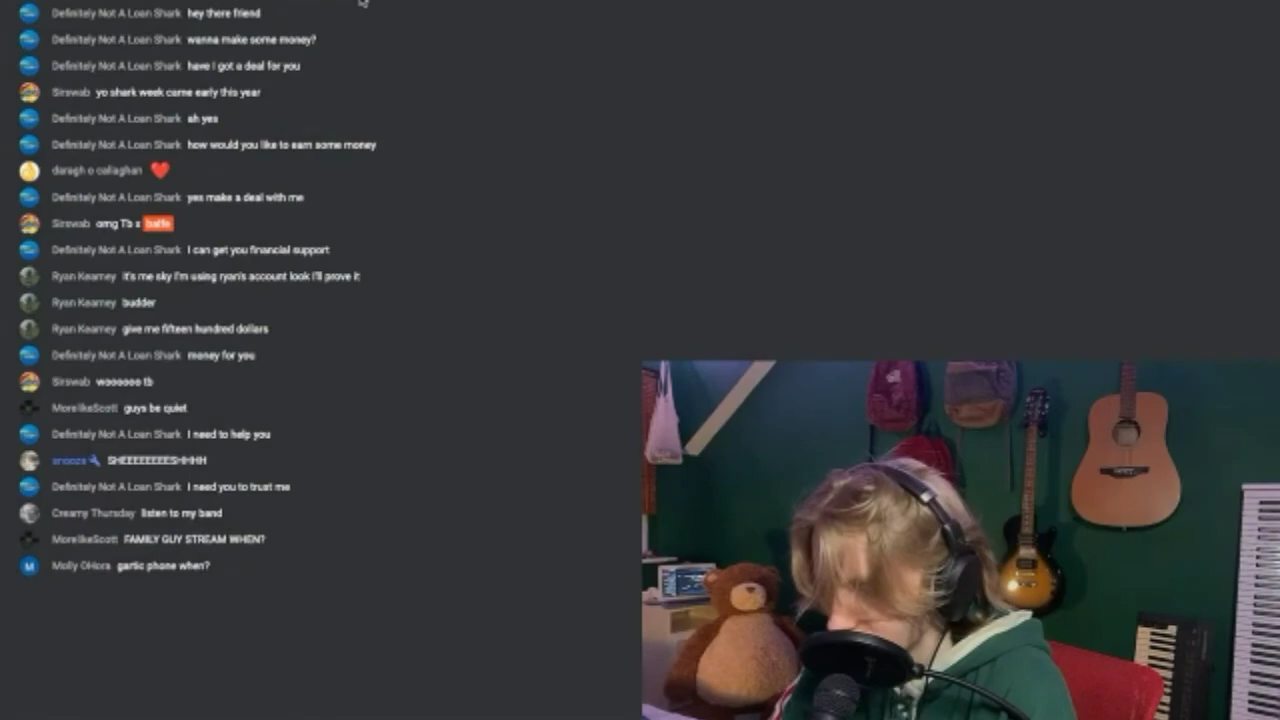 Definitely Not A Loan Shark hey there friend
Definitely Not A Loan Shark wanna make some money?
Definitely Not A Loan Shark have I got a deal for you
Sirswab yo shark week came early this year
Definitely Not A Loan Shark ah yes
Definitely Not A Loan Shark how would you like to earn some money
daragh o callaghan ❤️
Definitely Not A Loan Shark yes make a deal with me
Sirswab omg Tb s
Definitely Not A Loan Shark I can get you financial support
Ryan Kearney it's me sky I'm using ryan's account look I'll prove it
Ryan Kearney budder
Ryan Kearney give me fifteen hundred dollars
Definitely Not A Loan Shark money for you
Sirswab woooooo tb
MorelikeScott guys be quiet
Definitely Not A Loan Shark I need to help you
snooze SHEEEEEEEESHHHH
Definitely Not A Loan Shark I need you to trust me
Creamy Thursday listen to my band
MorelikeScott FAMILY GUY STREAM WHEN?
M Molly OHora gartic phone when?